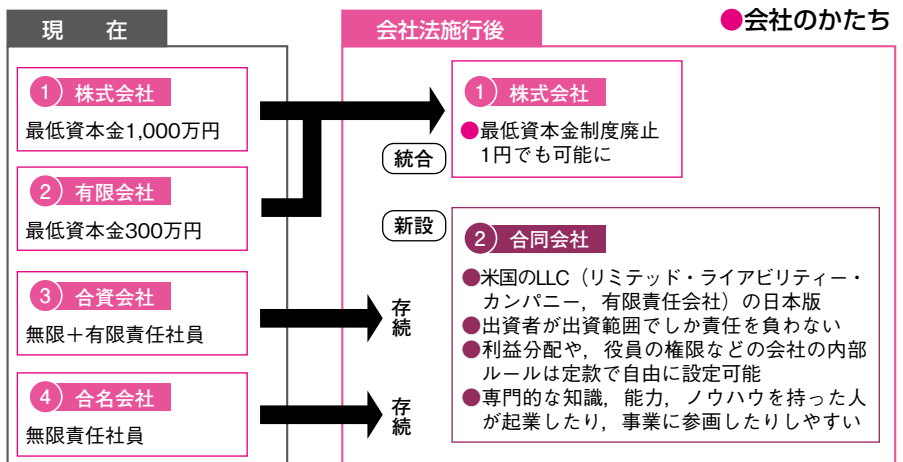 ●会社のかたち
現在
① 株式会社
最低資本金1,000万円
② 有限会社
最低資本金300万円
③ 合資会社
無限＋有限責任社員
④ 合名会社
無限責任社員
会社法施行後
統合
① 株式会社
●最低資本金制度廃止
1円でも可能に
新設
② 合同会社
●米国のLLC（リミテッド・ライアビリティー・
カンパニー，有限責任会社）の日本版
●出資者が出資範囲でしか責任を負わない
●利益分配や，役員の権限などの会社の内部
ルールは定款で自由に設定可能
●専門的な知識，能力，ノウハウを持った人
が起業したり，事業に参画したりしやすい
存続
存続